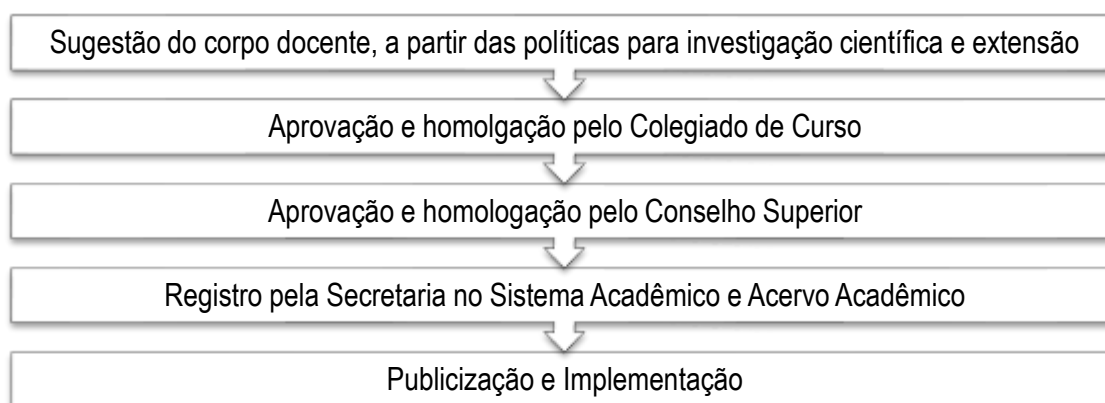 Sugestão do corpo docente, a partir das políticas para investigação científica e extensão
Aprovação e homolgação pelo Colegiado de Curso
Aprovação e homologação pelo Conselho Superior
Registro pela Secretaria no Sistema Acadêmico e Acervo Acadêmico
Publicização e Implementação